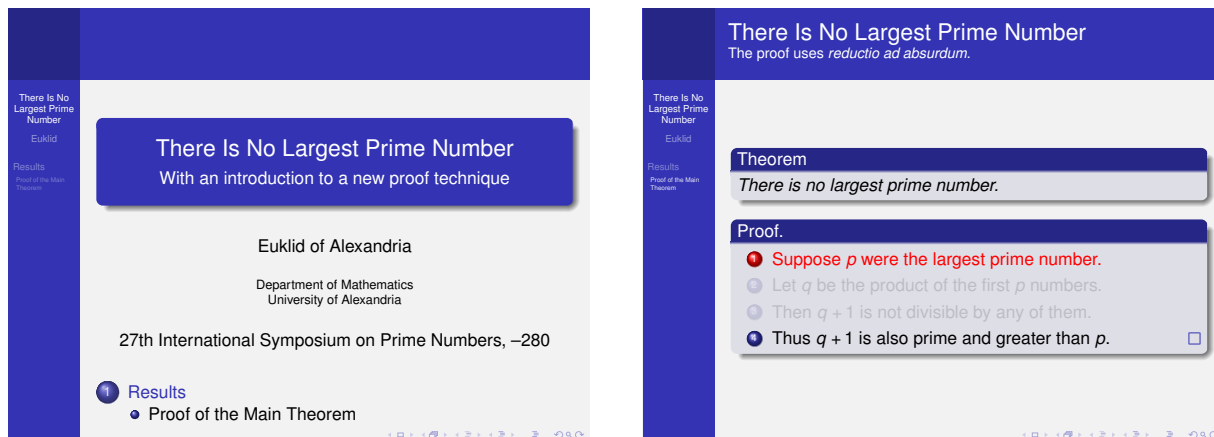 There Is No
Largest Prime
Number
Euklid
Results
Proof of the Main
Theorem
There Is No Largest Prime Number
With an introduction to a new proof technique
Euklid of Alexandria
Department of Mathematics
University of Alexandria
27th International Symposium on Prime Numbers, –280
1 Results
Proof of the Main Theorem
There Is No Largest Prime Number
The proof uses reductio ad absurdum.
There Is No
Largest Prime
Number
Euklid
Results
Proof of the Main
Theorem
Theorem
There is no largest prime number.
Proof.
1 Suppose p were the largest prime number.
2 Let q be the product of the first p numbers.
3 Then q + 1 is not divisible by any of them.
4 Thus q + 1 is also prime and greater than p. □